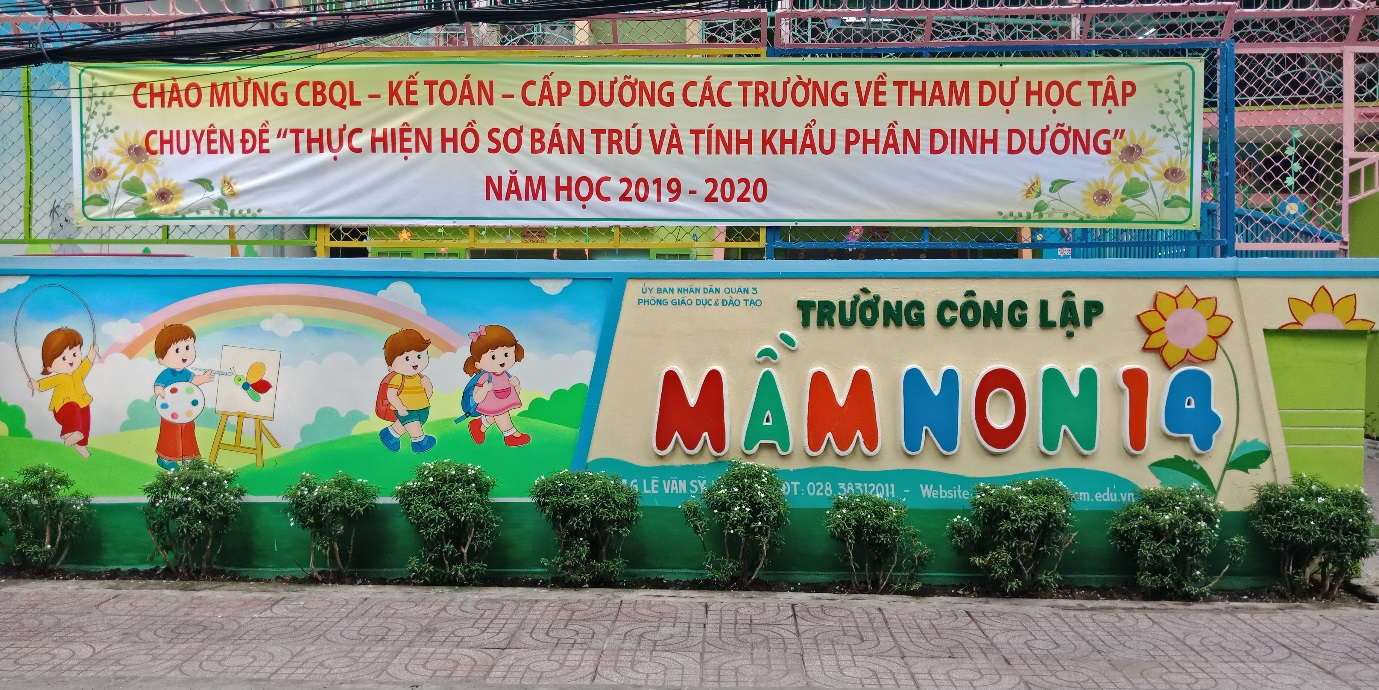 CHÀO MỪNG CBQL – KẾ TOÁN – CẤP DƯỠNG CÁC TRƯỜNG VỀ THAM DỰ HỌC TẬP
CHUYÊN ĐỀ “THỰC HIỆN HỒ SƠ BÁN TRÚ VÀ TÍNH KHẨU PHẦN DINH DƯỠNG”
NĂM HỌC 2019 - 2020
ỦY BAN NHÂN DÂN QUẬN 3
PHÒNG GIÁO DỤC & ĐÀO TẠO
TRƯỜNG CÔNG LẬP
MẦM NON 14
LÊ VĂN SỸ ĐT: 028.38312011 - Website